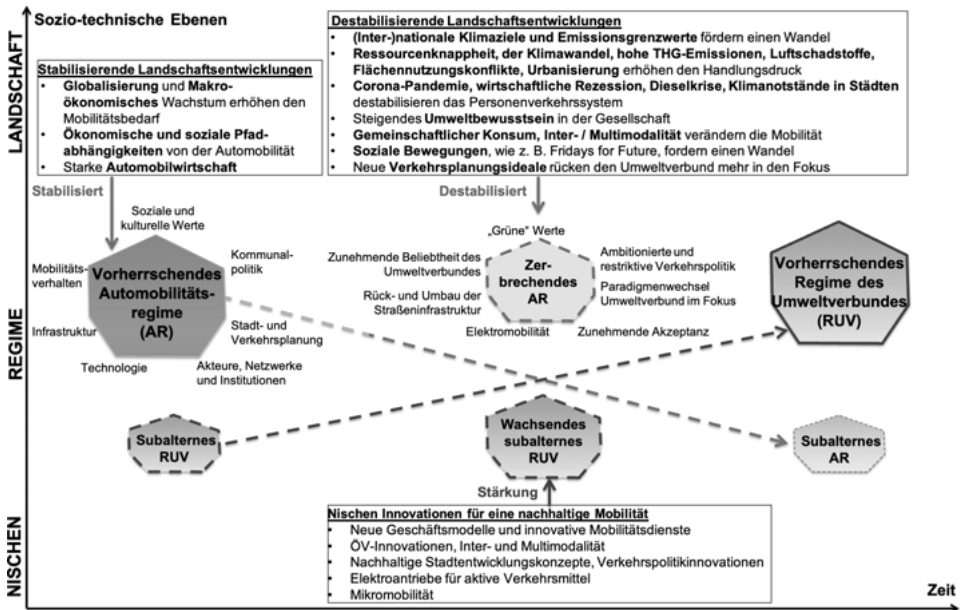 Sozio-technische Ebenen
LANDSCHAFT
Stabilisierende Landschaftsentwicklungen
• Globalisierung und Makro-
ökonomisches Wachstum erhöhen den
Mobilitätsbedarf
• Ökonomische und soziale Pfad-
abhängigkeiten von der Automobilität
• Starke Automobilwirtschaft
Destabilisierende Landschaftsentwicklungen
• (Inter-)nationale Klimaziele und Emissionsgrenzwerte fördern einen Wandel
• Ressourcenknappheit, der Klimawandel, hohe THG-Emissionen, Luftschadstoffe,
Flächennutzungskonflikte, Urbanisierung erhöhen den Handlungsdruck
• Corona-Pandemie, wirtschaftliche Rezession, Dieselkrise, Klimanotstände in Städten
destabilisieren das Personenverkehrssystem
• Steigendes Umweltbewusstsein in der Gesellschaft
• Gemeinschaftlicher Konsum, Inter- / Multimodalität verändern die Mobilität
• Soziale Bewegungen, wie z. B. Fridays for Future, fordern einen Wandel
• Neue Verkehrsplanungsideale rücken den Umweltverbund mehr in den Fokus
Stabilisiert
Destabilisiert
REGIME
Soziale und
kulturelle Werte
Mobilitäts-
verhalten
Vorherrschendes
Automobilitäts-
regime
(AR)
Kommunal-
politik
Infrastruktur
Stadt- und
Verkehrsplanung
Technologie
Akteure, Netzwerke
und Institutionen
„Grüne“ Werte
Zunehmende Beliebtheit des
Umweltverbundes
Zer-
brechendes
AR
Ambitionierte und
restriktive Verkehrspolitik
Rück- und Umbau der
Straßeninfrastruktur
Paradigmenwechsel
Umweltverbund im Fokus
Elektromobilität
Zunehmende Akzeptanz
Vorherrschendes
Regime des
Umweltverbundes
(RUV)
Subalternes
RUV
Wachsendes
subalternes
RUV
Subalternes
AR
Stärkung
NISCHEN
Nischen Innovationen für eine nachhaltige Mobilität
• Neue Geschäftsmodelle und innovative Mobilitätsdienste
• ÖV-Innovationen, Inter- und Multimodalität
• Nachhaltige Stadtentwicklungskonzepte, Verkehrspolitikinnovationen
• Elektroantriebe für aktive Verkehrsmittel
• Mikromobilität
Zeit